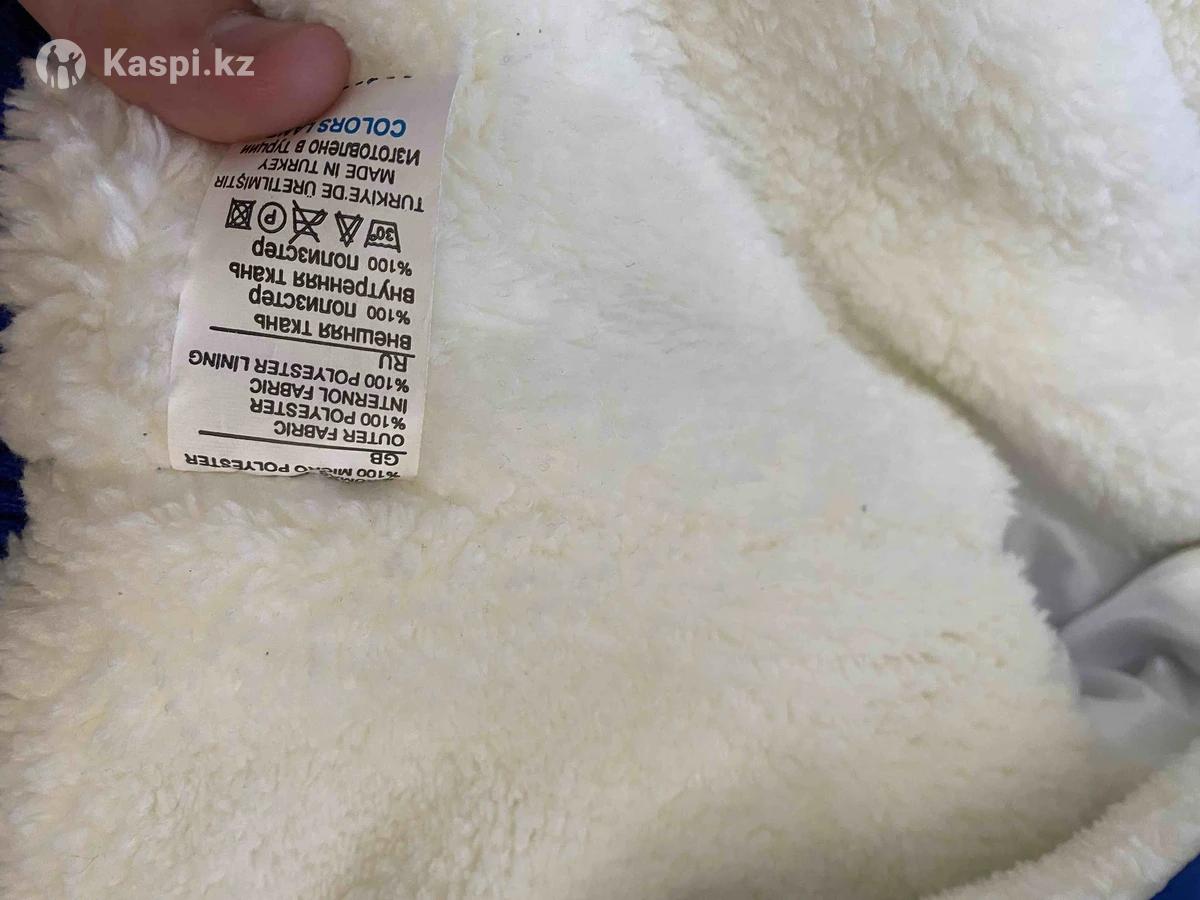 Kaspi.kz
%100 MICRO POLYESTER
GB
OUTER FABRIC
%100 POLYESTER
INTERNOL FABRIC
%100 POLYESTER LINING
RU
ВНЕШНЯЯ ТКАНЬ
%100 ПОЛИЭСТЕР
ВНУТРЕННЯЯ ТКАНЬ
%100 ПОЛИЭСТЕР
30° P
TURKIYE'DE ÜRETILMIŞTIR
MADE IN TURKEY
ИЗГОТОВЛЕНО В ТУРЦИИ
COLORS